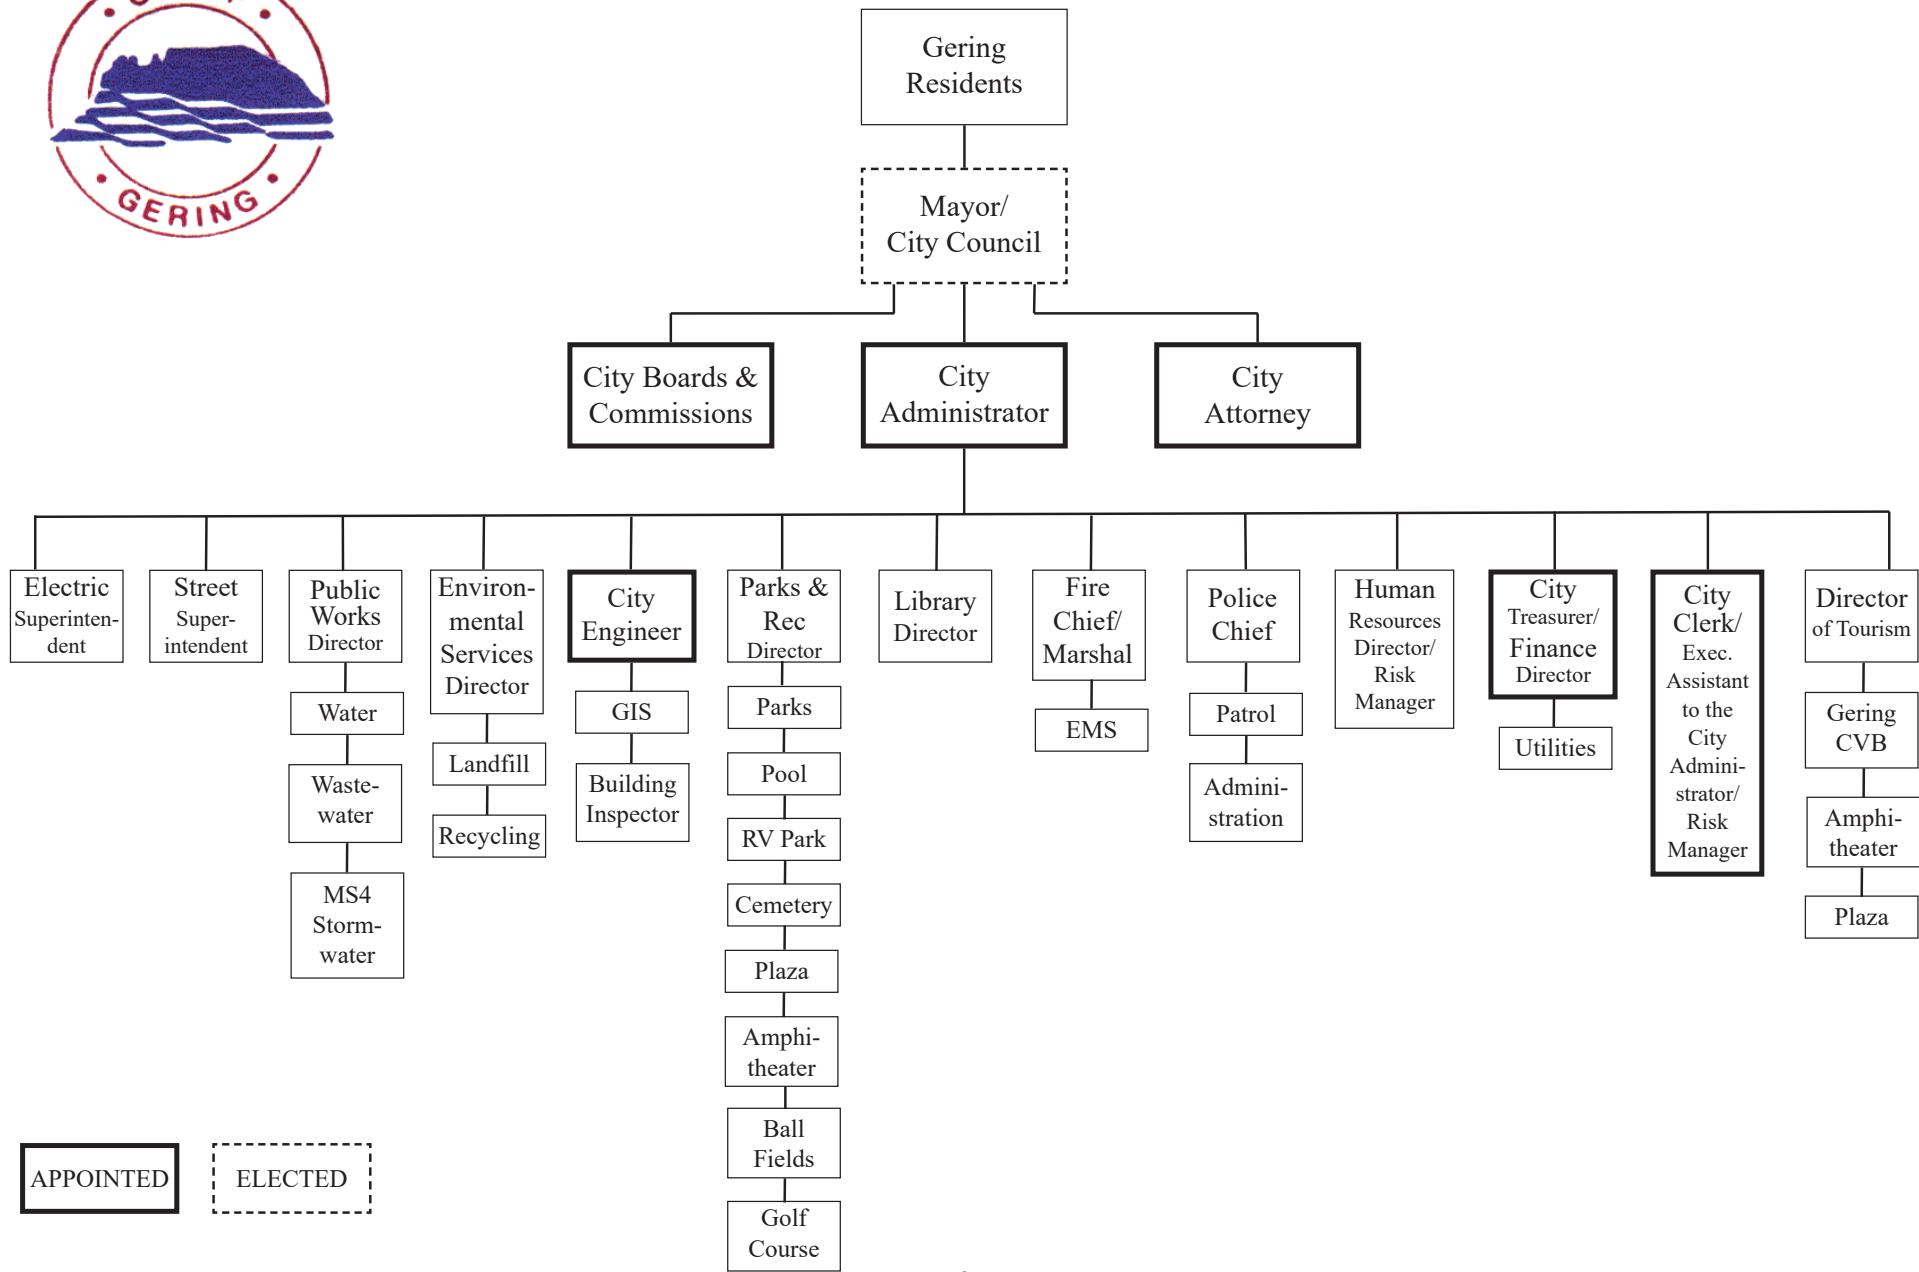 GERING
Gering
Residents
Mayor/
City Council
City Boards &
Commissions
City
Administrator
City
Attorney
Electric
Superinten-
dent
Street
Super-
intendent
Public
Works
Director
Water
Waste-
water
MS4
Storm-
water
Environ-
mental
Services
Director
Landfill
Recycling
City
Engineer
GIS
Building
Inspector
Parks &
Rec
Director
Parks
Pool
RV Park
Cemetery
Plaza
Amphi-
theater
Ball
Fields
Golf
Course
Library
Director
Fire
Chief/
Marshal
EMS
Police
Chief
Patrol
Admini-
stration
Human
Resources
Director/
Risk
Manager
City
Treasurer/
Finance
Director
Utilities
City
Clerk/
Exec.
Assistant
to the
City
Admini-
strator/
Risk
Manager
Director
of Tourism
Gering
CVB
Amphi-
theater
Plaza
APPOINTED
ELECTED